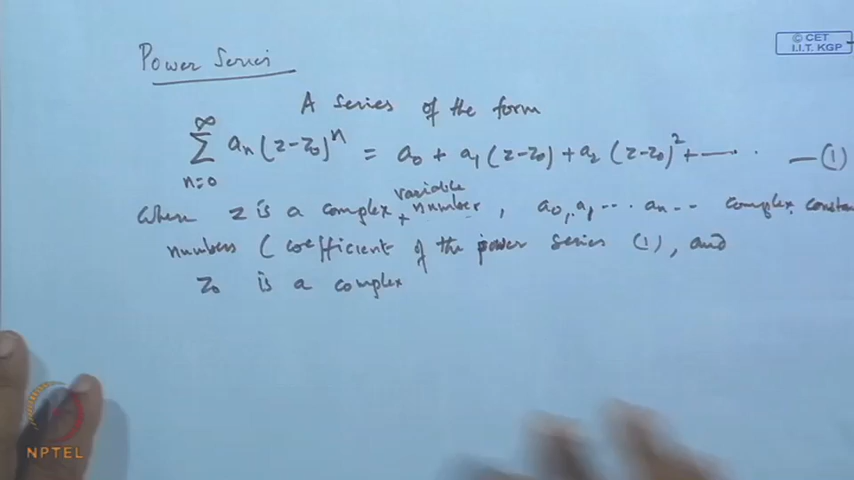 Power Series
© CET
I.I.T. KGP
A series of the form
∞
Σ aₙ(z-z₀)ⁿ = a₀ + a₁(z-z₀) + a₂(z-z₀)² + —— · —(1)
n=0
where z is a complex variable number, a₀, a₁ ··· aₙ ·· complex constan
numbers (coefficient of the power series (1), and
z₀ is a complex
NPTEL